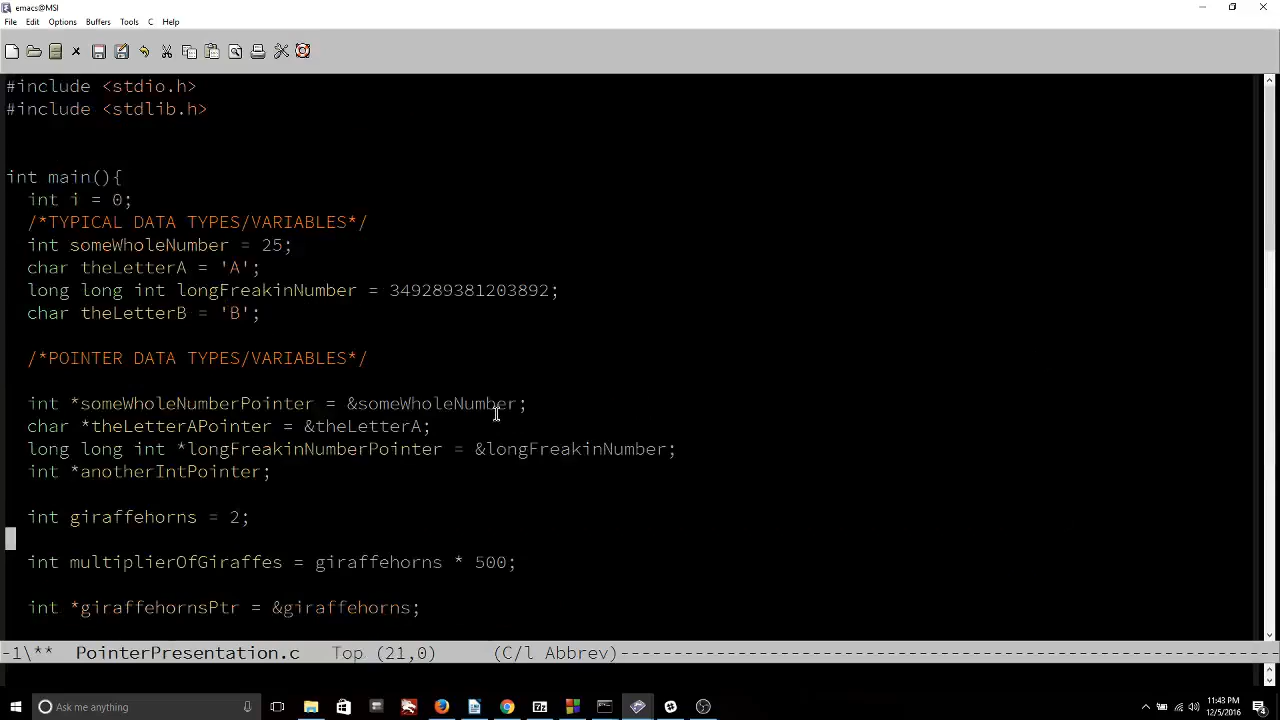 emacs@MSI
File Edit Options Buffers Tools C Help
#include <stdio.h>
#include <stdlib.h>
int main(){
int i = 0;
/*TYPICAL DATA TYPES/VARIABLES*/
int someWholeNumber = 25;
char theLetterA = 'A';
long long int longFreakinNumber = 349289381203892;
char theLetterB = 'B';
/*POINTER DATA TYPES/VARIABLES*/
int *someWholeNumberPointer = &someWholeNumber;
char *theLetterAPointer = &theLetterA;
long long int *longFreakinNumberPointer = &longFreakinNumber;
int *anotherIntPointer;
int giraffehorns = 2;
int multiplierOfGiraffes = giraffehorns * 500;
int *giraffehornsPtr = &giraffehorns;
-1\** PointerPresentation.c Top (21,0) (C/l Abbrev)--------------------------------------------------------------
Ask me anything
11:43 PM
12/5/2016